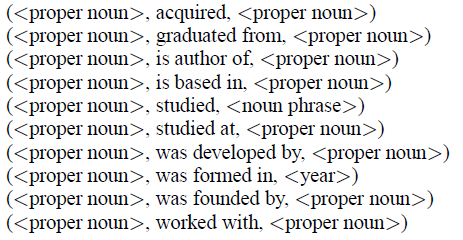 (<proper noun>, acquired, <proper noun>)
(<proper noun>, graduated from, <proper noun>)
(<proper noun>, is author of, <proper noun>)
(<proper noun>, is based in, <proper noun>)
(<proper noun>, studied, <noun phrase>)
(<proper noun>, studied at, <proper noun>)
(<proper noun>, was developed by, <proper noun>)
(<proper noun>, was formed in, <year>)
(<proper noun>, was founded by, <proper noun>)
(<proper noun>, worked with, <proper noun>)